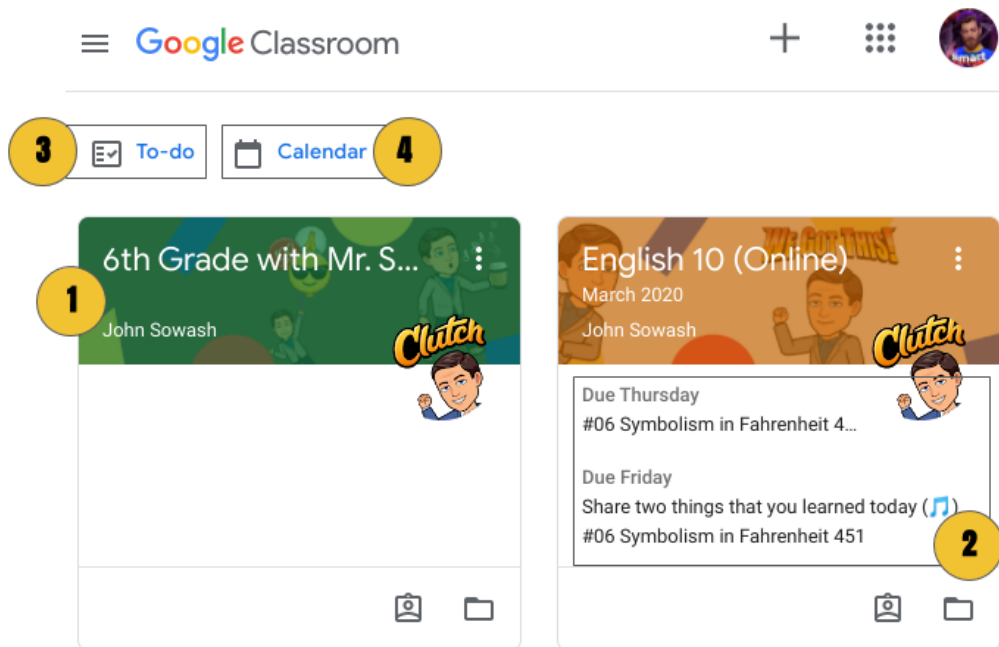 Google Classroom
smart
3
To-do
Calendar
4
6th Grade with Mr. S...
1
John Sowash
Clutch
WE GOT THIS!
English 10 (Online)
March 2020
John Sowash
Clutch
Due Thursday
#06 Symbolism in Fahrenheit 4...
Due Friday
Share two things that you learned today (🎵)
#06 Symbolism in Fahrenheit 451
2